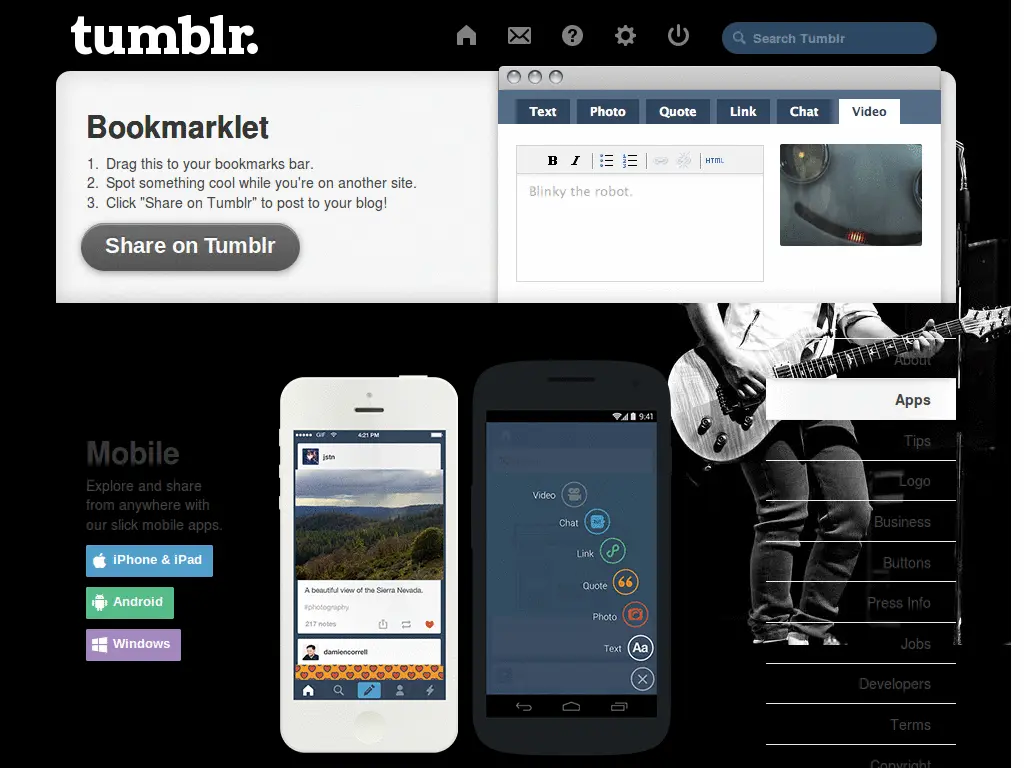 tumblr.
Search Tumblr
Bookmarklet
1. Drag this to your bookmarks bar.
2. Spot something cool while you're on another site.
3. Click "Share on Tumblr" to post to your blog!
Share on Tumblr
Text Photo Quote Link Chat Video
B I HTML
Blinky the robot.
Mobile
Explore and share
from anywhere with
our slick mobile apps.
iPhone & iPad
Android
Windows
GIF 4:21 PM
jstn
A beautiful view of the Sierra Nevada.
#photography
217 notes
damiencorrell
9:41
Video
Chat
Link
Quote
Photo
Text Aa
About
Apps
Tips
Logo
Business
Buttons
Press Info
Jobs
Developers
Terms
Copyright